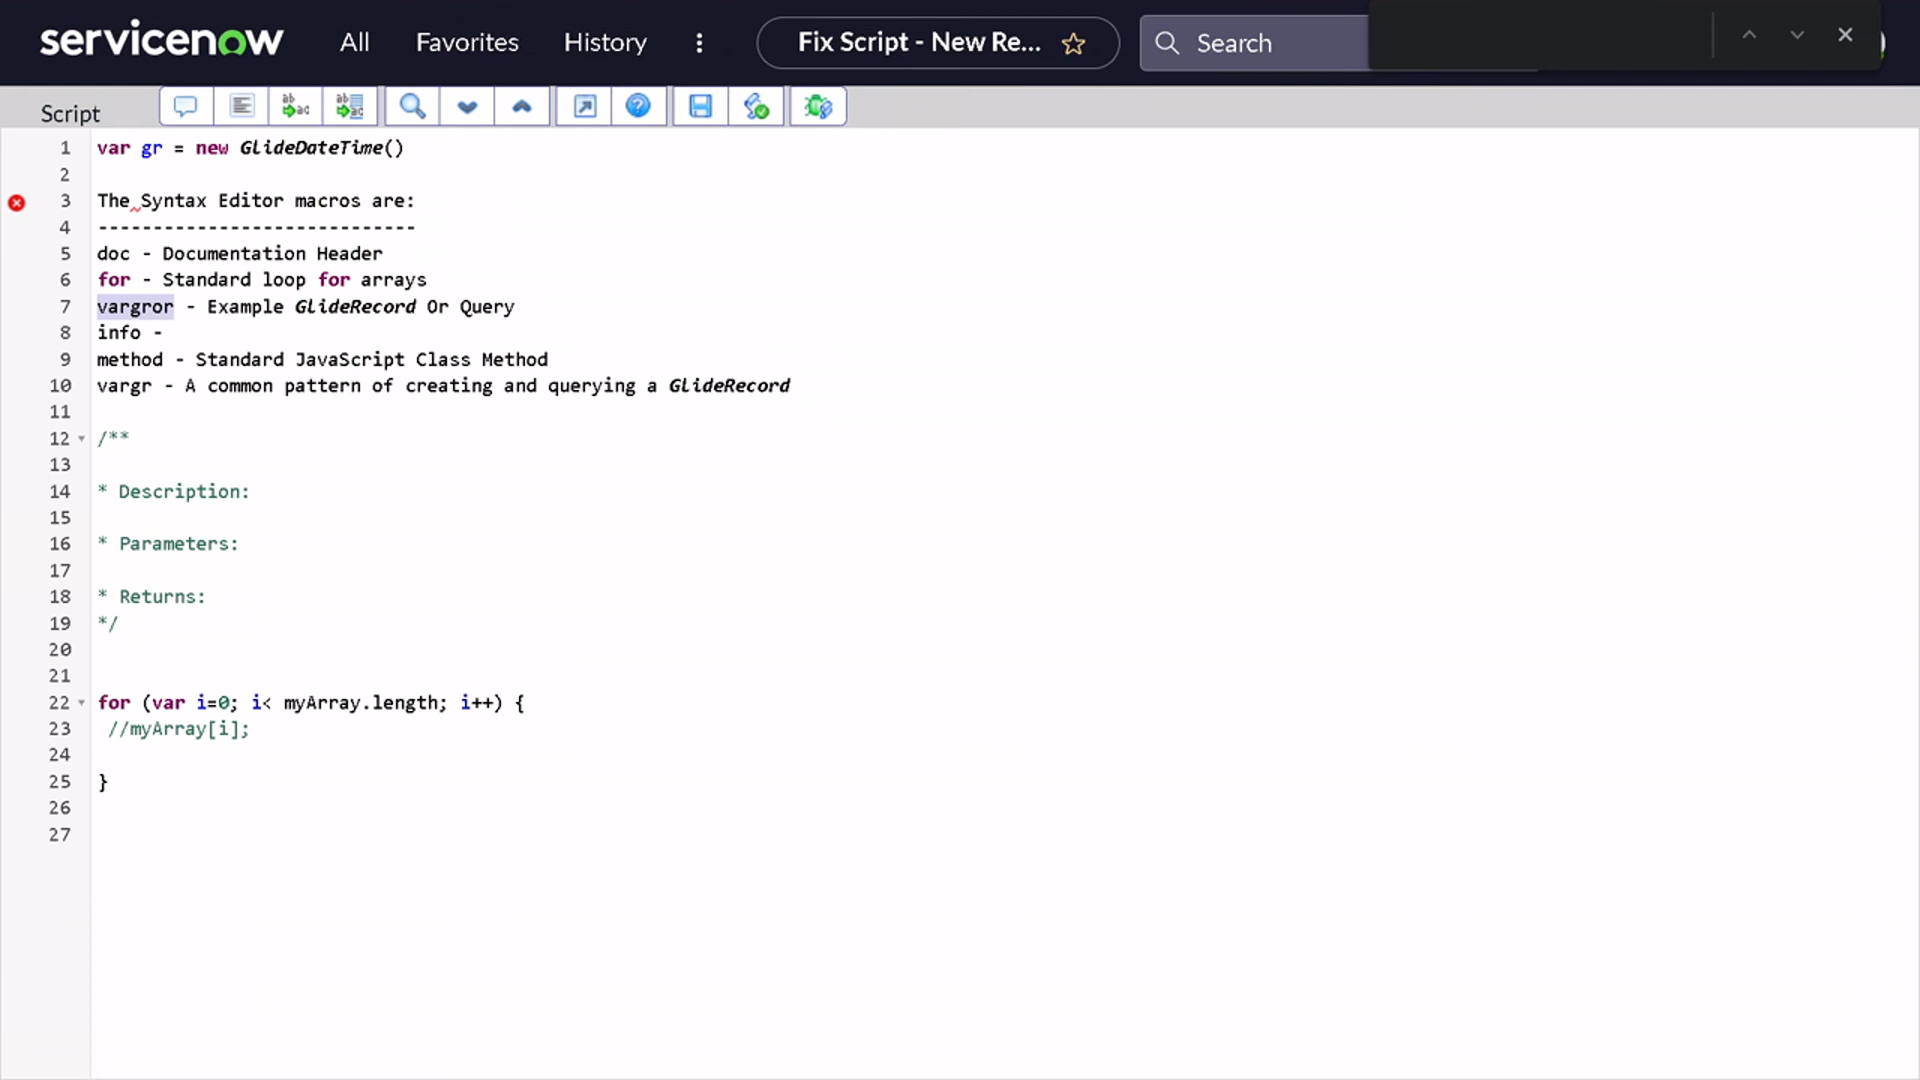 servicenow All Favorites History Fix Script - New Re... Search
Script
1 var gr = new GlideDateTime()
2
3 The Syntax Editor macros are:
4 -----------------------------
5 doc - Documentation Header
6 for - Standard loop for arrays
7 vargror - Example GlideRecord Or Query
8 info -
9 method - Standard JavaScript Class Method
10 vargr - A common pattern of creating and querying a GlideRecord
11
12 /**
13
14 * Description:
15
16 * Parameters:
17
18 * Returns:
19 */
20
21
22 for (var i=0; i< myArray.length; i++) {
23 //myArray[i];
24
25 }
26
27